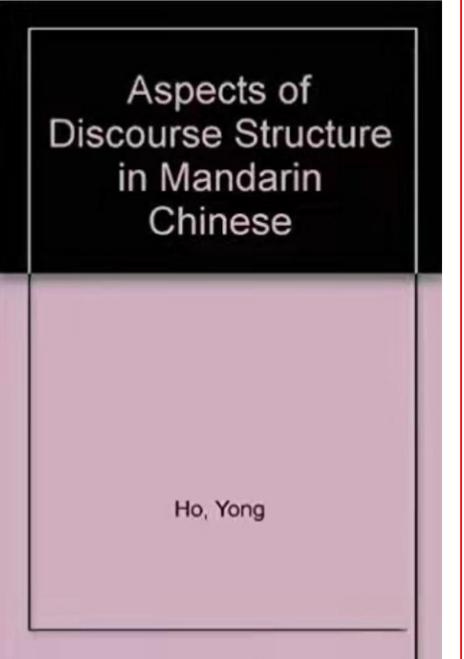 Aspects of
Discourse Structure
in Mandarin
Chinese
Ho, Yong